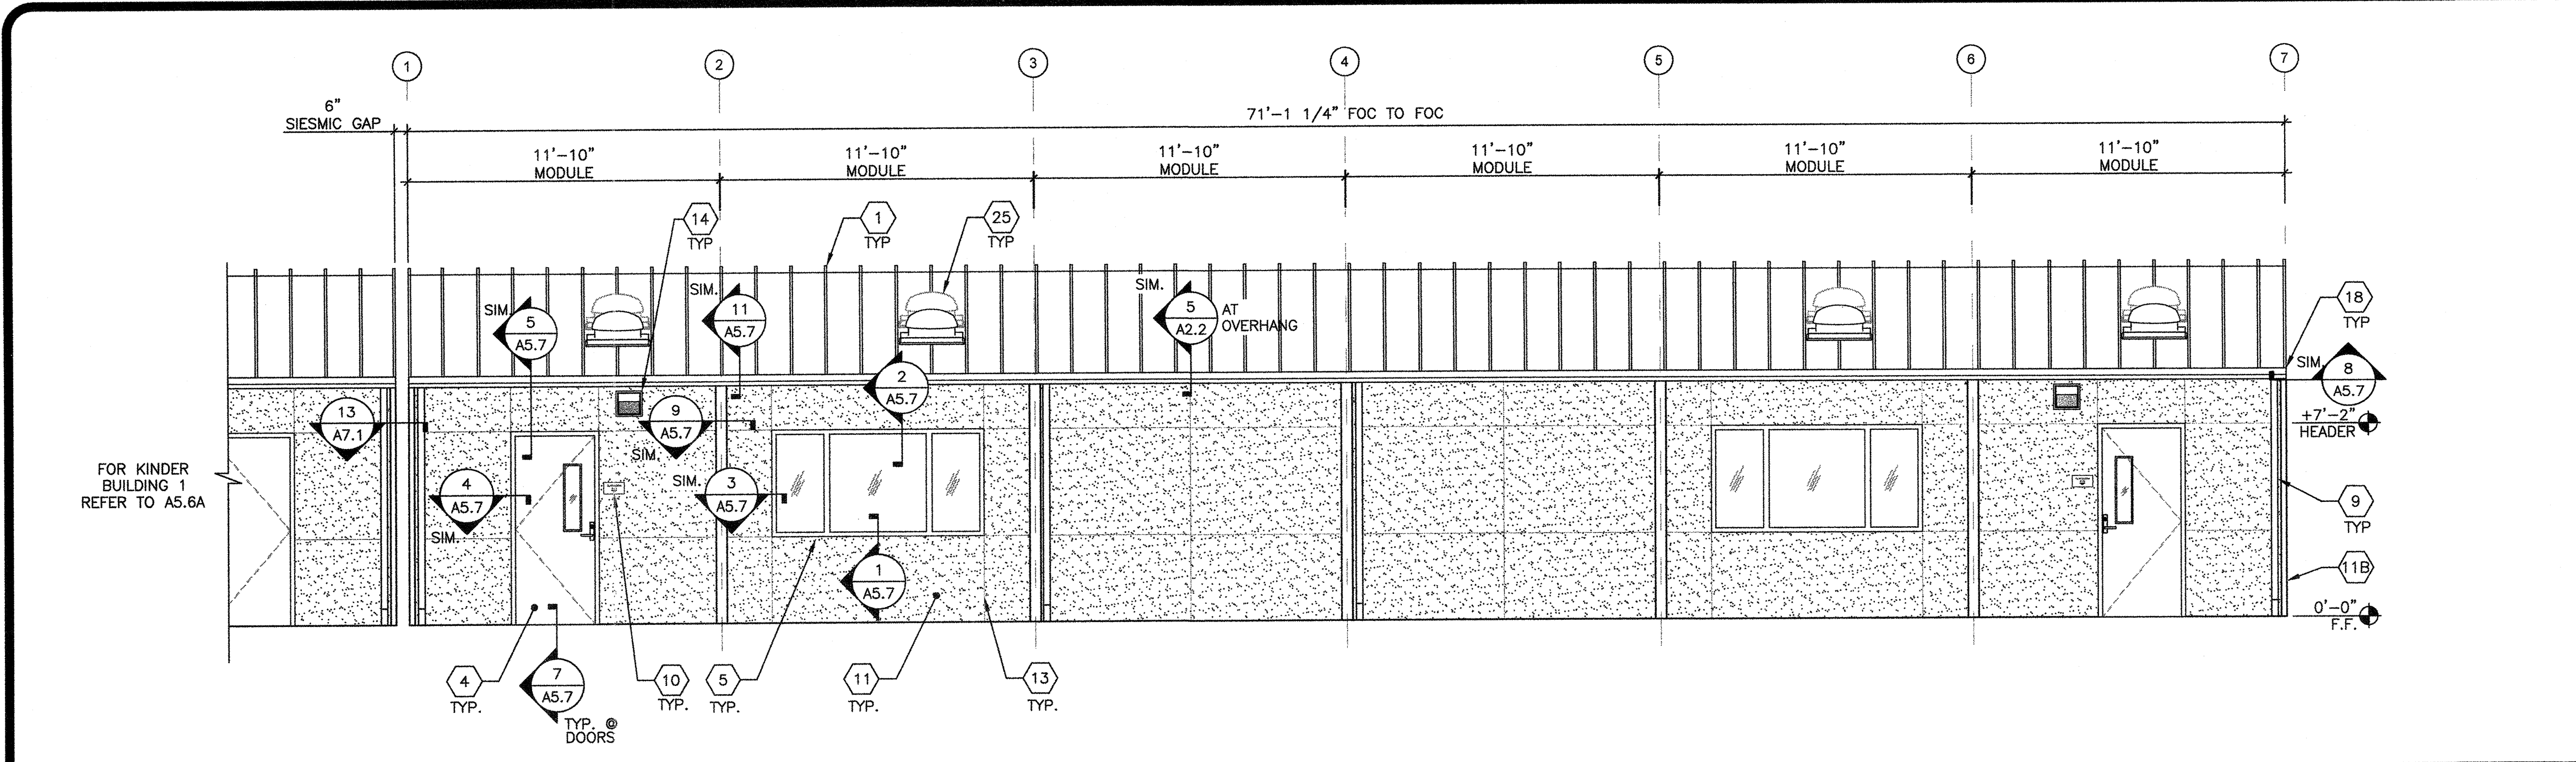 1 2 3 4 5 6 7
6"
SIESMIC GAP
71'-1 1/4" FOC TO FOC
11'-10"
MODULE
11'-10"
MODULE
11'-10"
MODULE
11'-10"
MODULE
11'-10"
MODULE
11'-10"
MODULE
14
TYP
1
TYP
25
TYP
SIM.
5
A5.7
SIM.
11
A5.7
SIM.
5
A2.2
AT
OVERHANG
18
TYP
2
A5.7
SIM.
8
A5.7
13
A7.1
9
A5.7
SIM.
+7'-2"
HEADER
FOR KINDER
BUILDING 1
REFER TO A5.6A
4
A5.7
SIM.
SIM.
3
A5.7
9
TYP
1
A5.7
11B
0'-0"
F.F.
4
TYP.
7
A5.7
TYP. @
DOORS
10
TYP.
5
TYP.
11
TYP.
13
TYP.